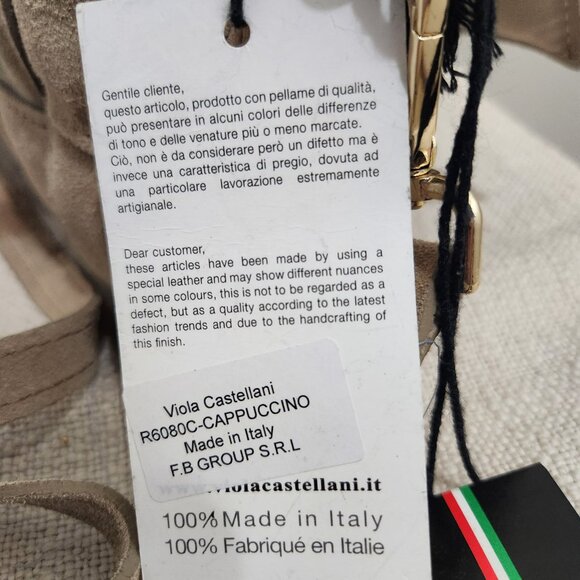 Gentile cliente,
questo articolo, prodotto con pellame di qualità,
può presentare in alcuni colori delle differenze
di tono e delle venature più o meno marcate.
Ciò, non è da considerare però un difetto ma è
invece una caratteristica di pregio, dovuta ad
una particolare lavorazione estremamente
artigianale.
Dear customer,
these articles have been made by using a
special leather and may show different nuances
in some colours, this is not to be regarded as a
defect, but as a quality according to the latest
fashion trends and due to the handcrafting of
this finish.
Viola Castellani
R6080C-CAPPUCCINO
Made in Italy
F.B GROUP S.R.L
www.violacastellani.it
100% Made in Italy
100% Fabriqué en Italie